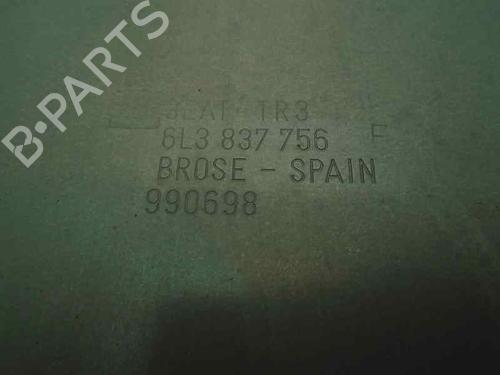 SEAT TR3
6L3 837 756 E
BROSE - SPAIN
990698
B-PARTS